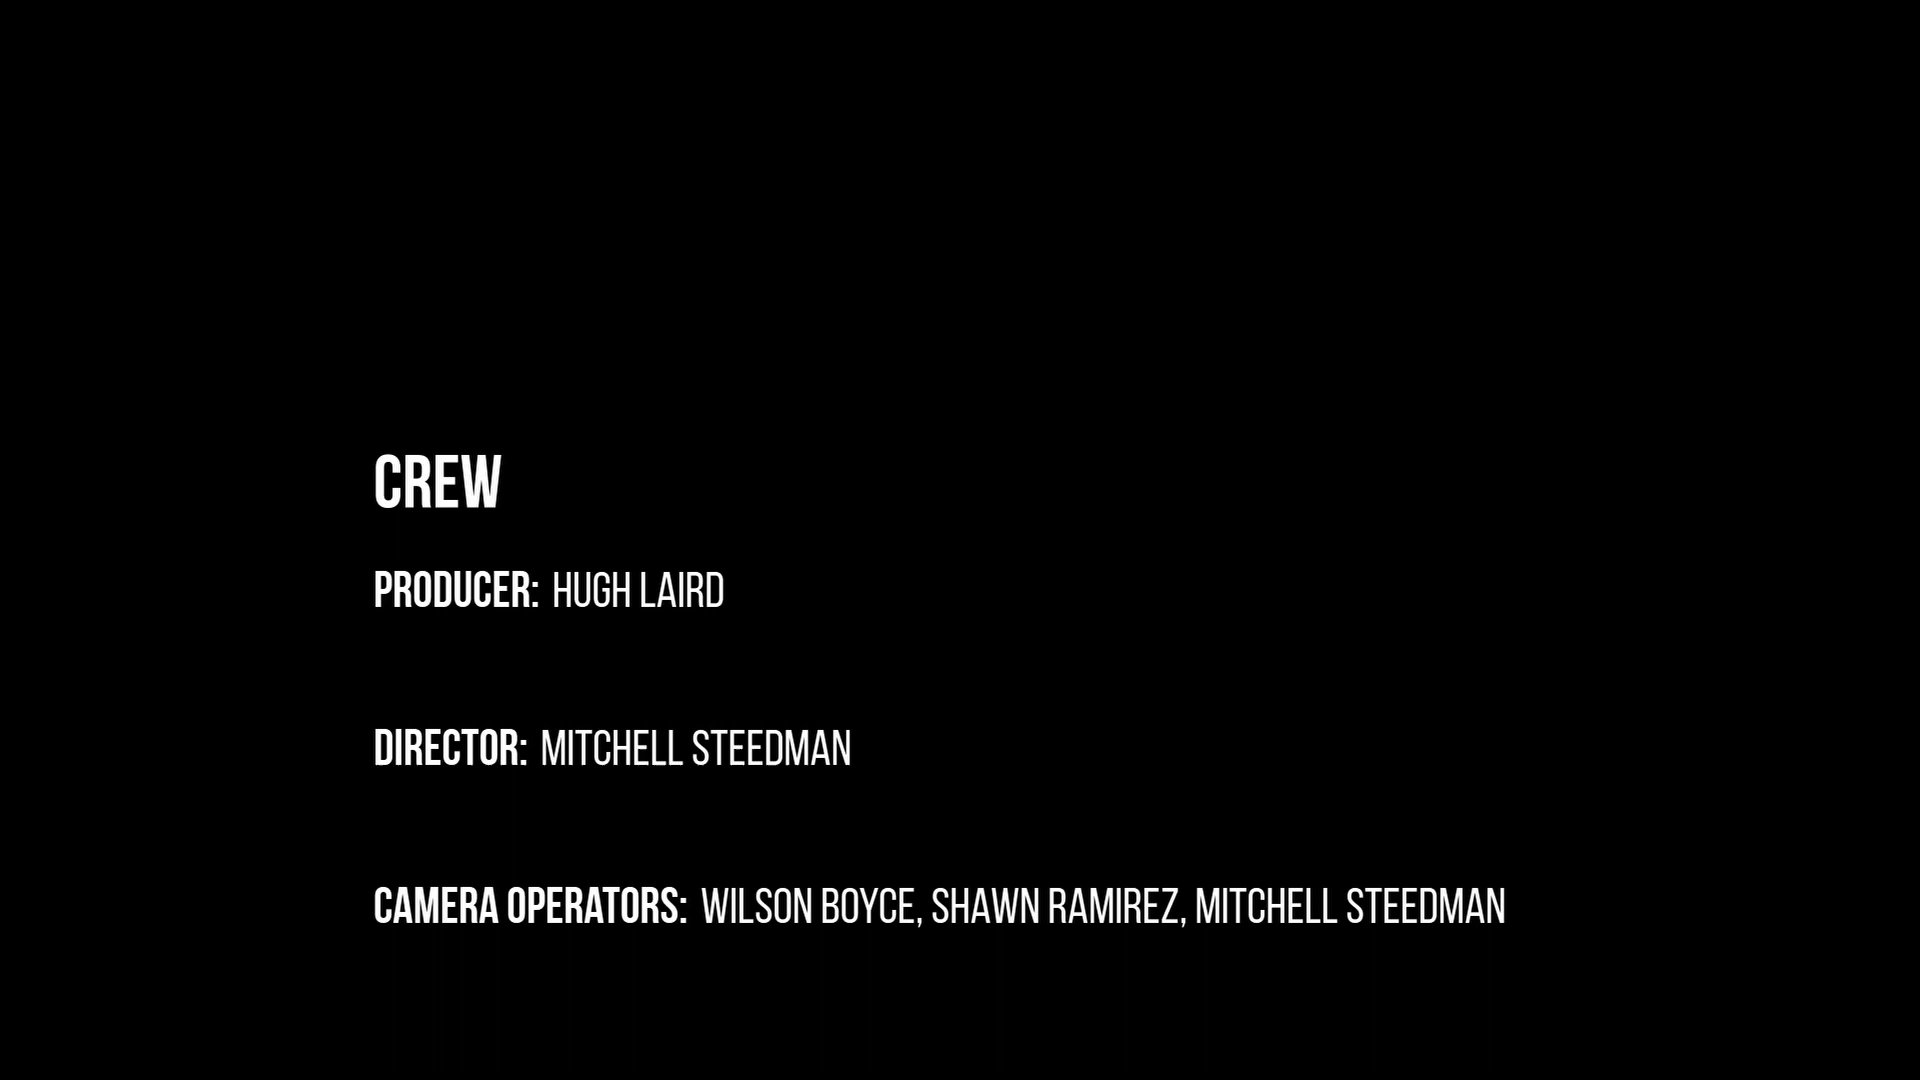 CREW
PRODUCER: HUGH LAIRD
DIRECTOR: MITCHELL STEEDMAN
CAMERA OPERATORS: WILSON BOYCE, SHAWN RAMIREZ, MITCHELL STEEDMAN